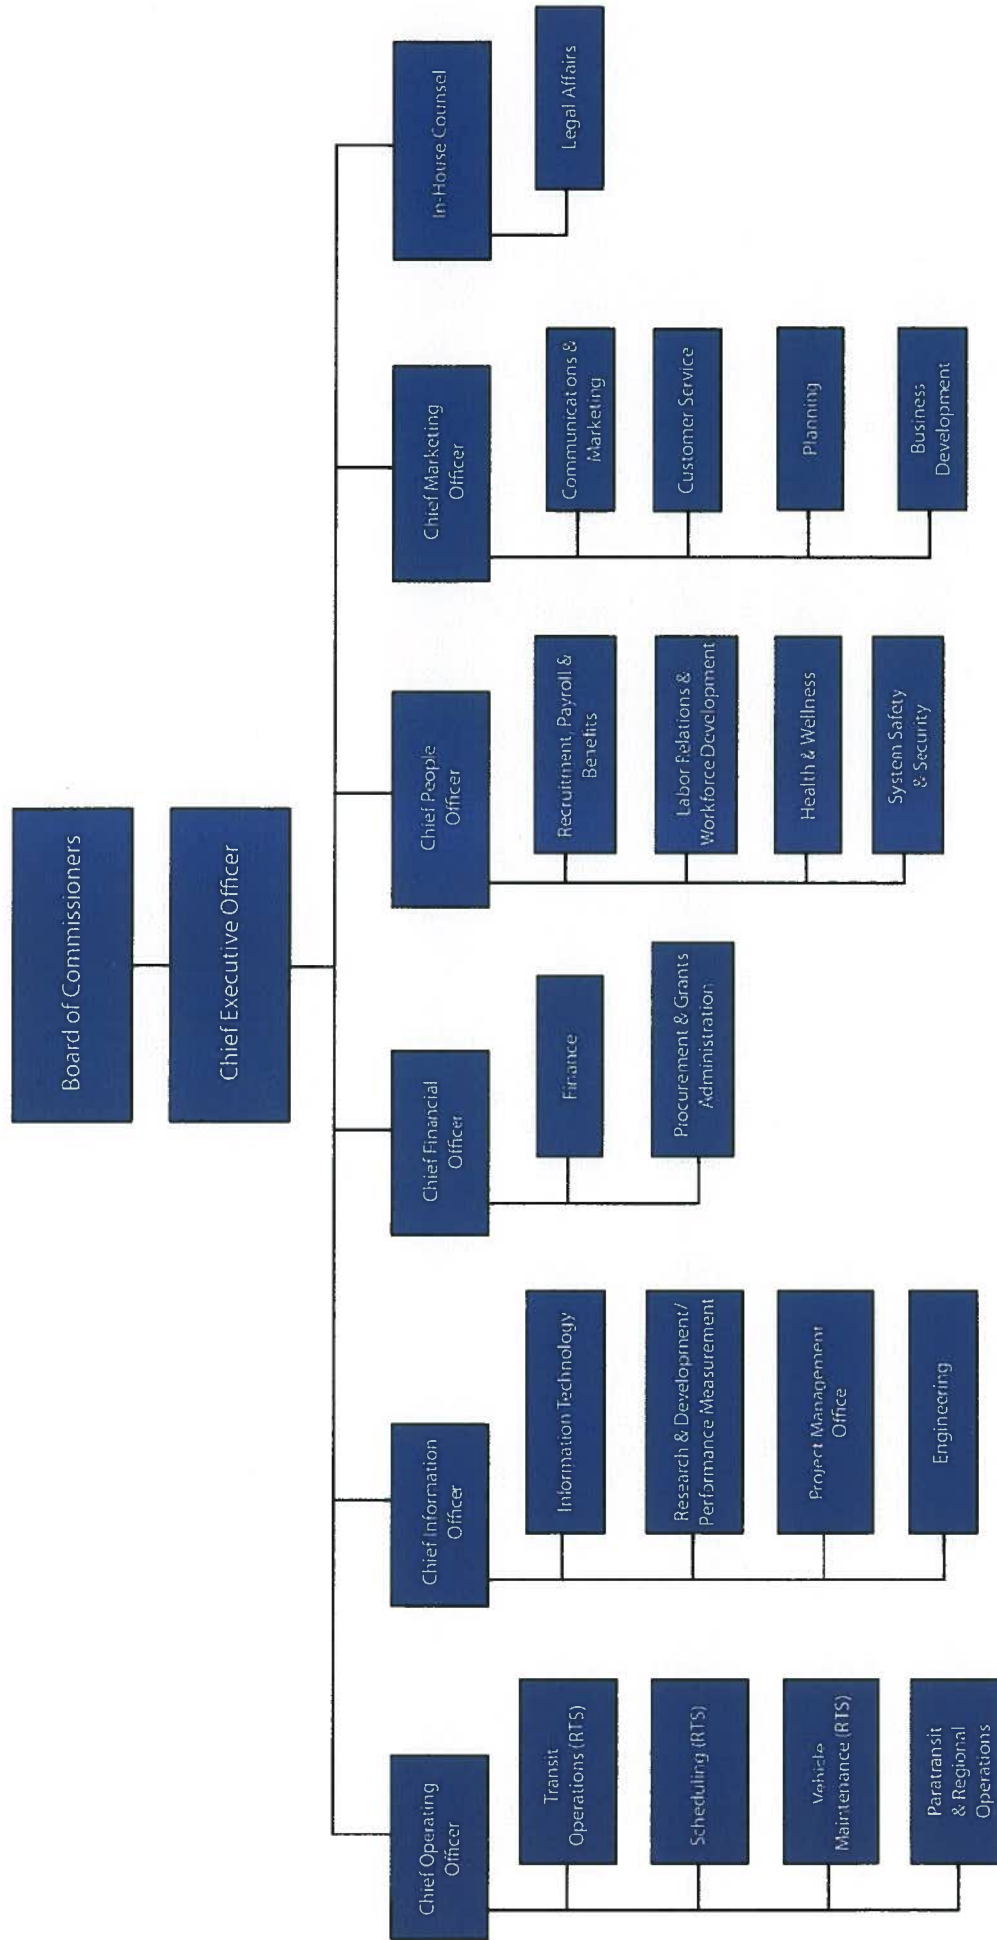 Board of Commissioners
Chief Executive Officer
Chief Operating
Officer
Transit
Operations (RTS)
Scheduling (RTS)
Vehicle
Maintenance (RTS)
Paratransit
& Regional
Operations
Chief Information
Officer
Information Technology
Research & Development/
Performance Measurement
Project Management
Office
Engineering
Chief Financial
Officer
Finance
Procurement & Grants
Administration
Chief People
Officer
Recruitment, Payroll &
Benefits
Labor Relations &
Workforce Development
Health & Wellness
System Safety
& Security
Chief Marketing
Officer
Communications &
Marketing
Customer Service
Planning
Business
Development
In-House Counsel
Legal Affairs